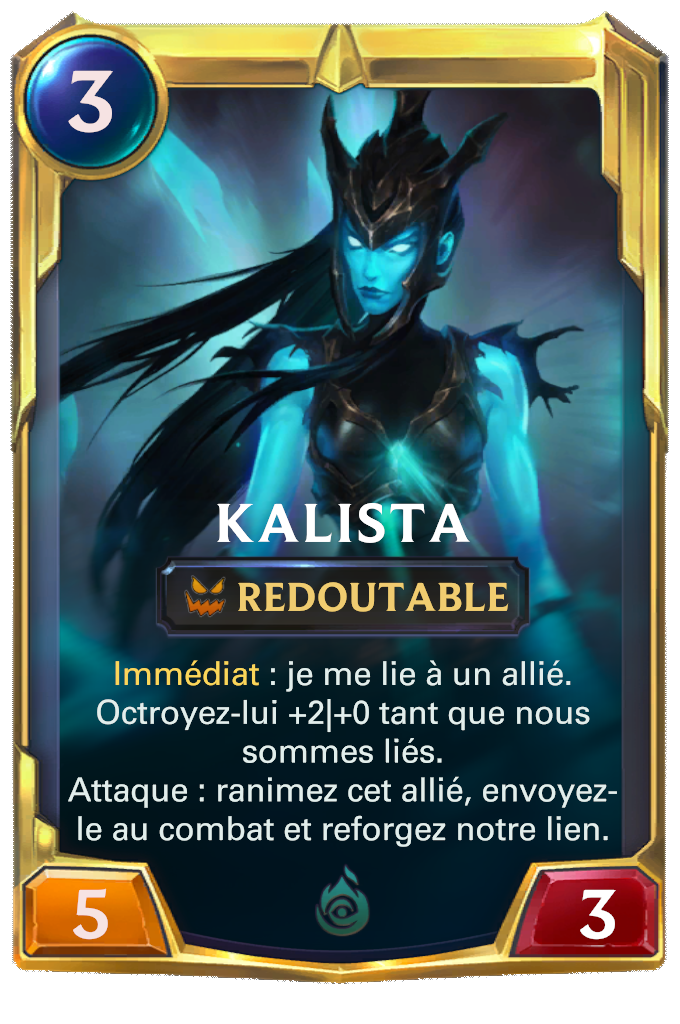 3
KALISTA
REDOUTABLE
Immédiat : je me lie à un allié.
Octroyez-lui +2|+0 tant que nous
sommes liés.
Attaque : ranimez cet allié, envoyez-
le au combat et reforgez notre lien.
5
3